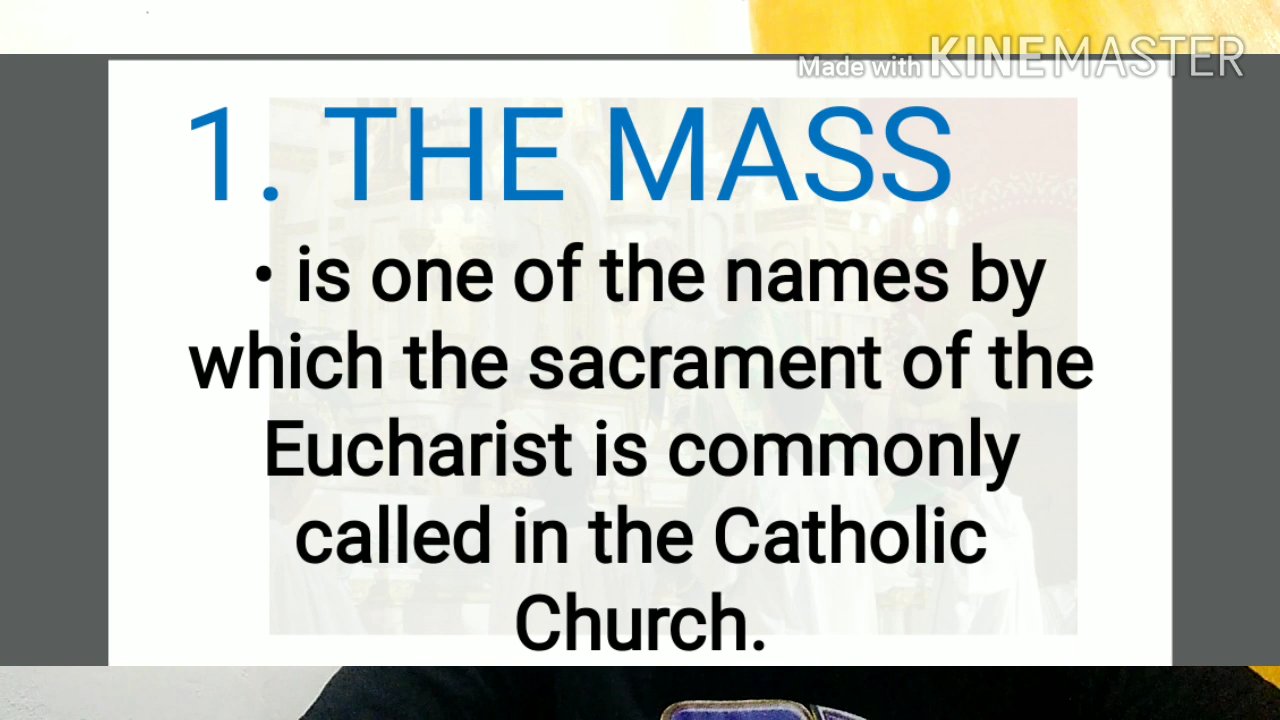 Made with KINEMASTER
1. THE MASS
• is one of the names by
which the sacrament of the
Eucharist is commonly
called in the Catholic
Church.